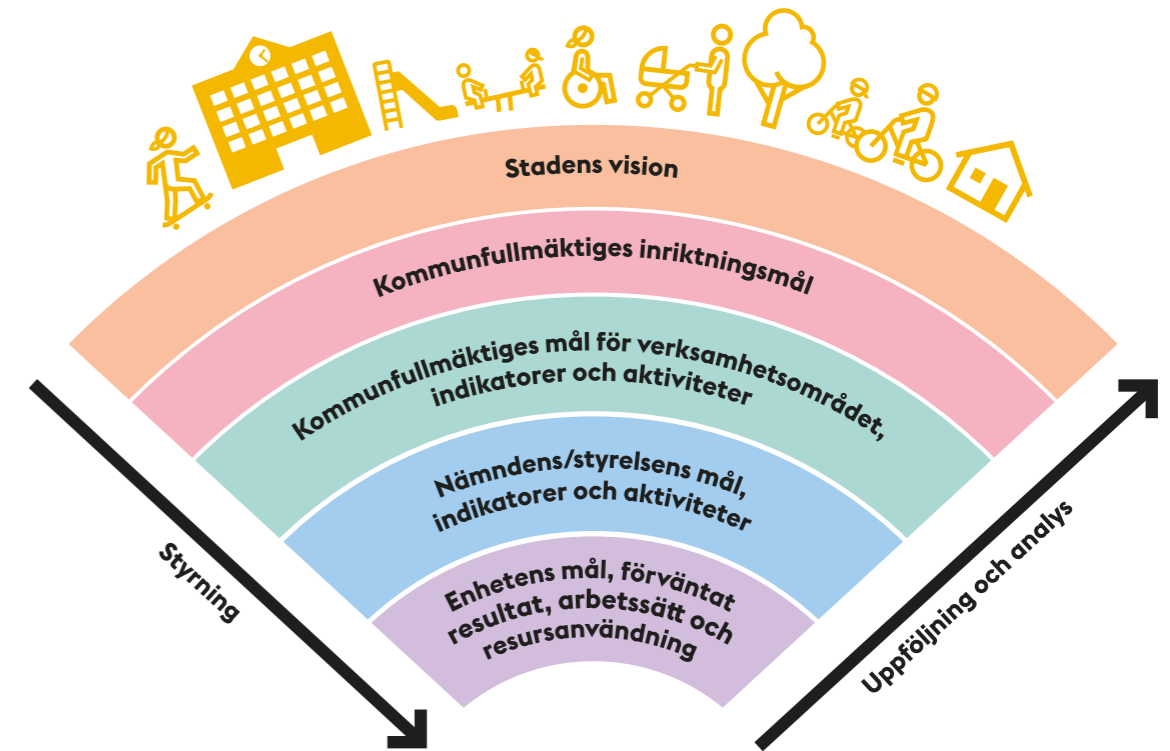 Stadens vision
Kommunfullmäktiges inriktningsmål
Kommunfullmäktiges mål för verksamhetsområdet,
indikatorer och aktiviteter
Nämndens/styrelsens mål,
indikatorer och aktiviteter
Enhetens mål, förväntat
resultat, arbetssätt och
resursanvändning
Styrning
Uppföljning och analys